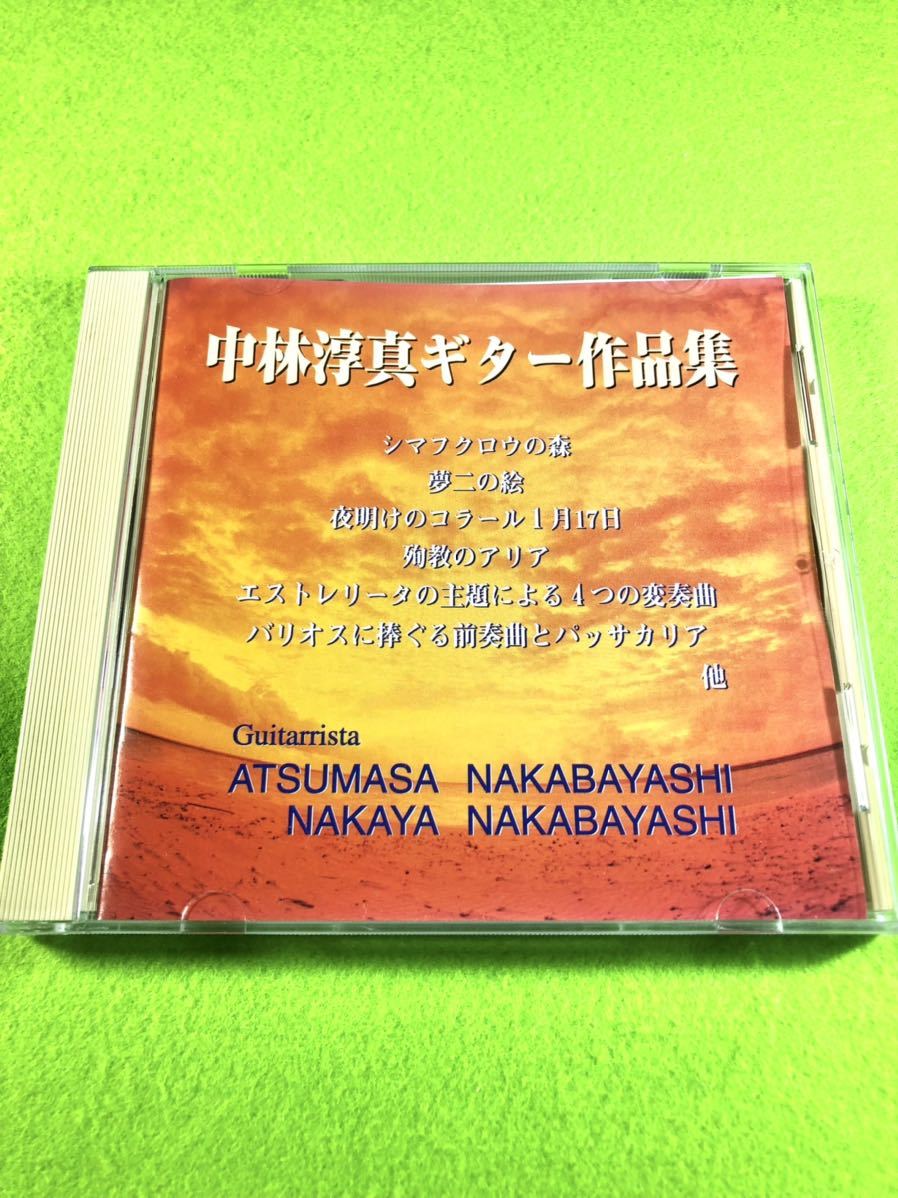 中林淳真ギター作品集
シマフクロウの森
夢二の絵
夜明けのコラール1月17日
殉教のアリア
エストレリータの主題による4つの変奏曲
バリオスに捧ぐる前奏曲とパッサカリア
他
Guitarrista
ATSUMASA NAKABAYASHI
NAKAYA NAKABAYASHI